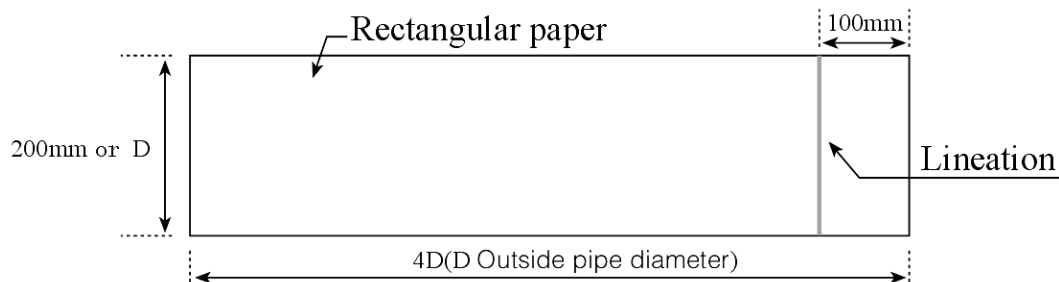 100mm
Rectangular paper
200mm or D
Lineation
4D(D Outside pipe diameter)